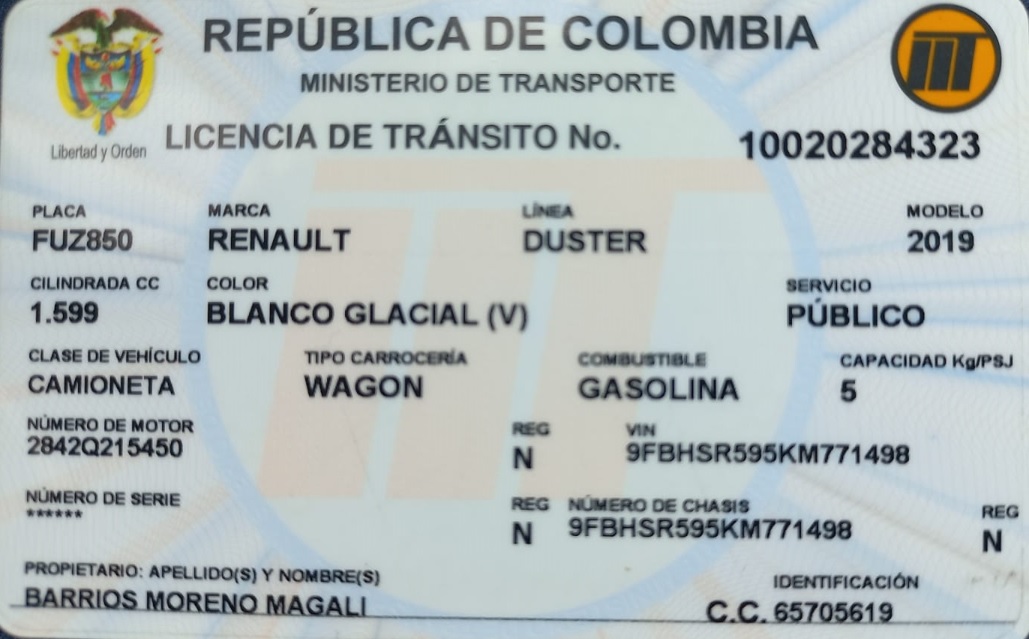 REPÚBLICA DE COLOMBIA
MINISTERIO DE TRANSPORTE
Libertad y Orden
LICENCIA DE TRÁNSITO No. 10020284323
PLACA MARCA LÍNEA MODELO
FUZ850 RENAULT DUSTER 2019
CILINDRADA CC COLOR SERVICIO
1.599 BLANCO GLACIAL (V) PÚBLICO
CLASE DE VEHÍCULO TIPO CARROCERÍA COMBUSTIBLE CAPACIDAD Kg/PSJ
CAMIONETA WAGON GASOLINA 5
NÚMERO DE MOTOR REG VIN
2842Q215450 N 9FBHSR595KM771498
NÚMERO DE SERIE REG NÚMERO DE CHASIS REG
****** N 9FBHSR595KM771498 N
PROPIETARIO: APELLIDO(S) Y NOMBRE(S) IDENTIFICACIÓN
BARRIOS MORENO MAGALI C.C. 65705619